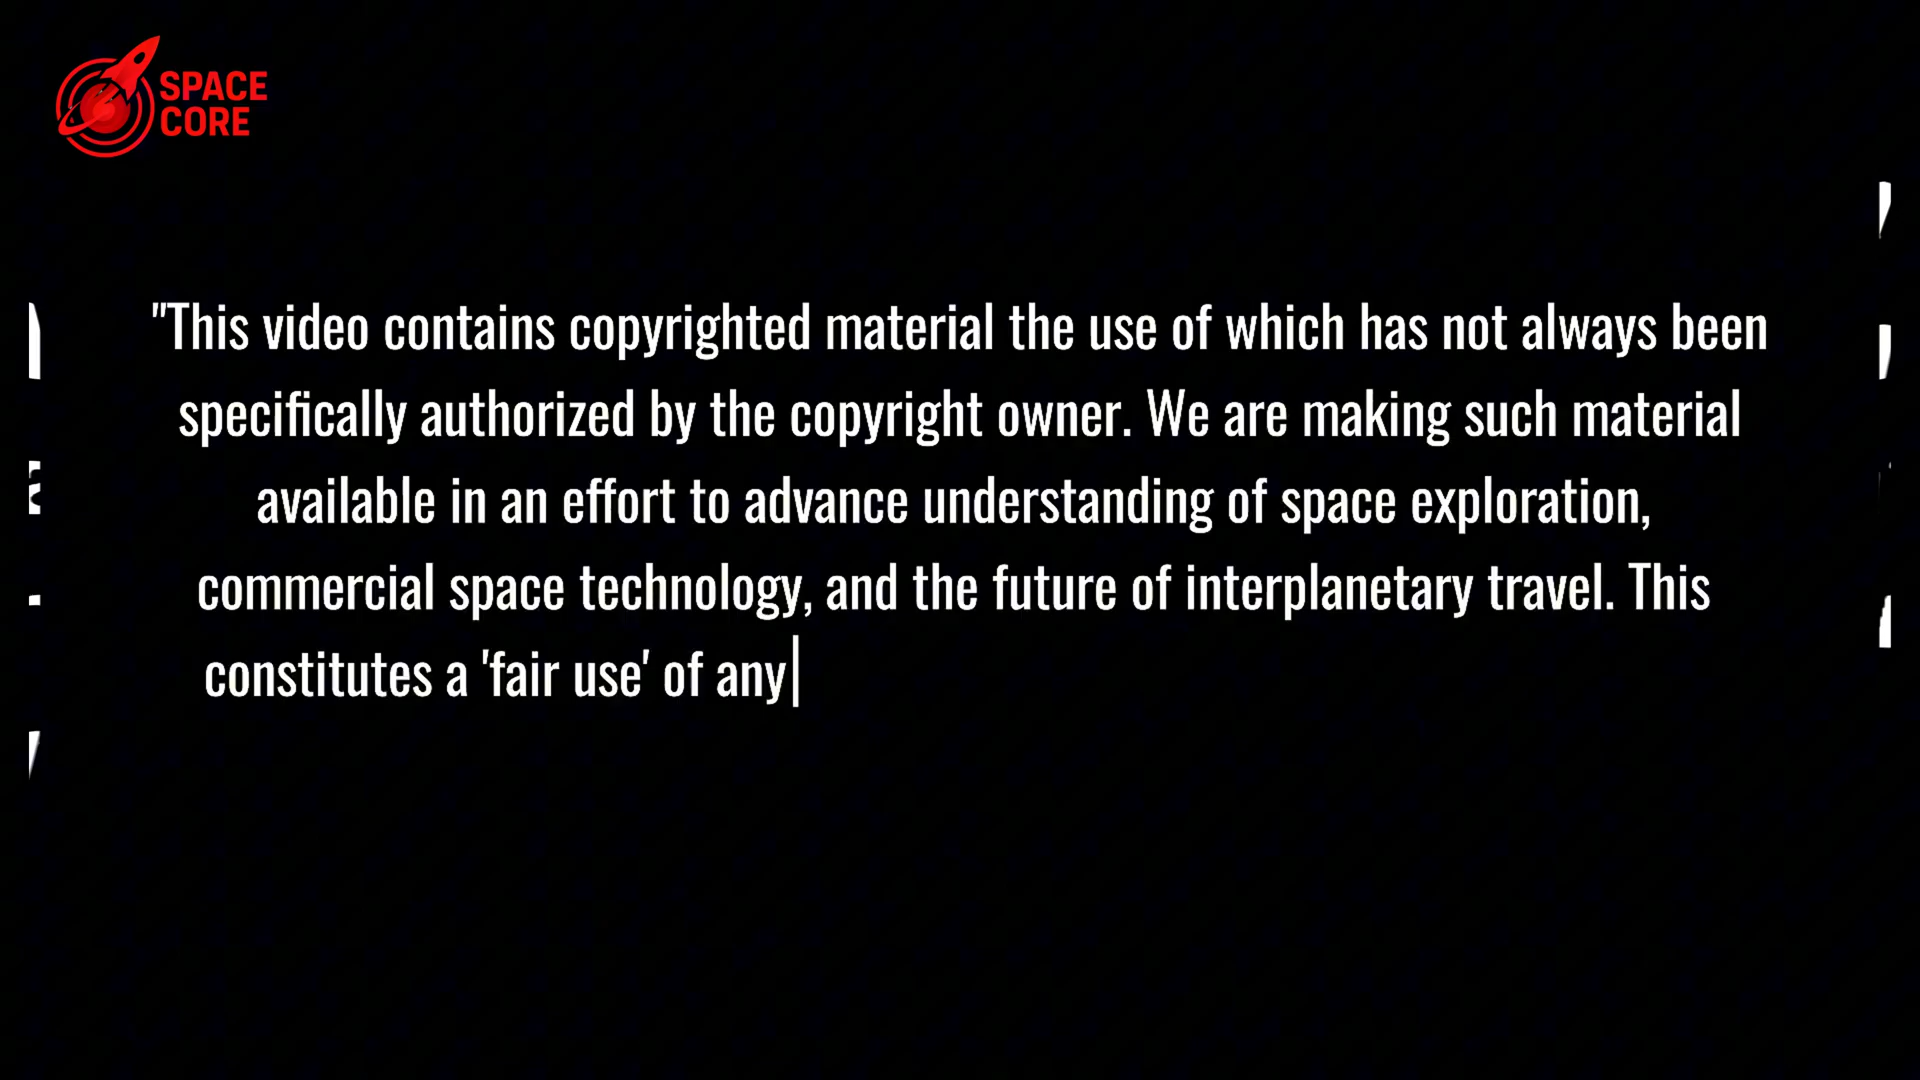 SPACE
CORE
"This video contains copyrighted material the use of which has not always been
specifically authorized by the copyright owner. We are making such material
available in an effort to advance understanding of space exploration,
commercial space technology, and the future of interplanetary travel. This
constitutes a 'fair use' of any